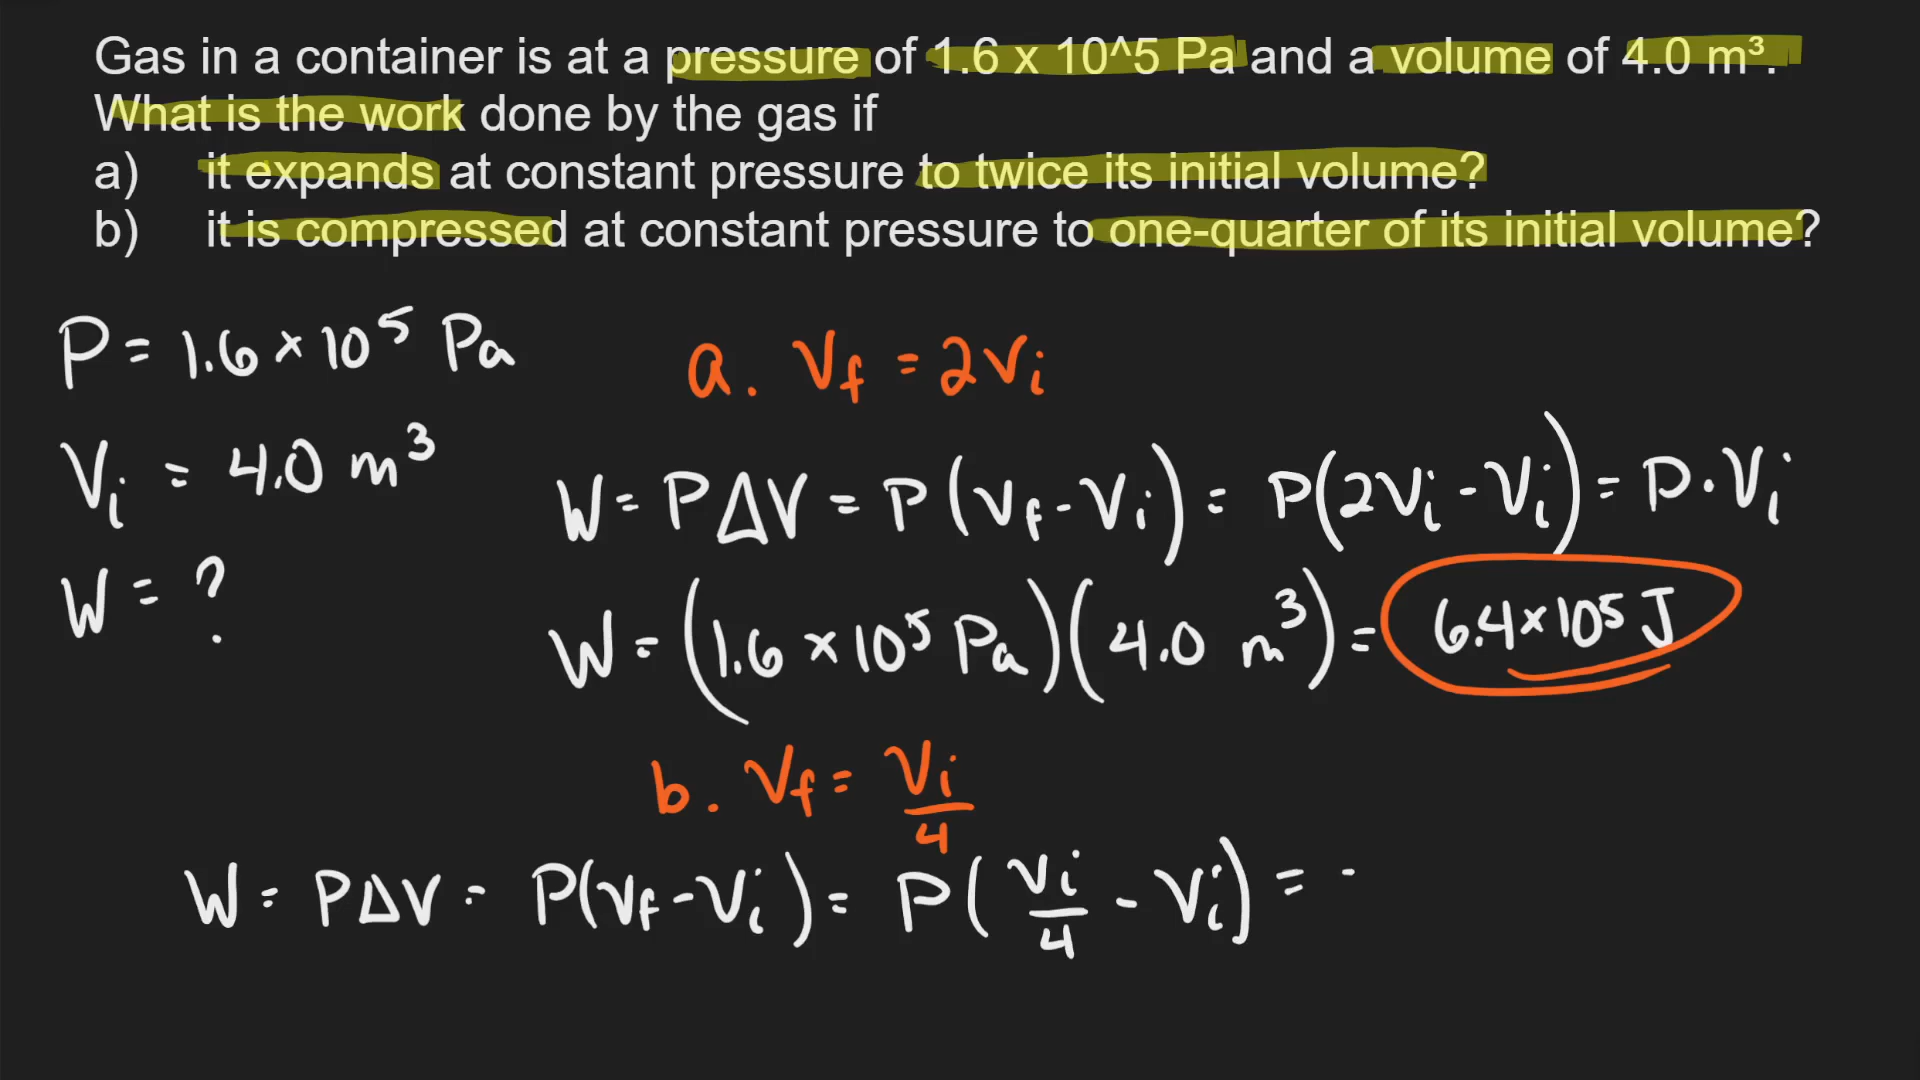 Gas in a container is at a pressure of 1.6 x 10^5 Pa and a volume of 4.0 m³.
What is the work done by the gas if
a) it expands at constant pressure to twice its initial volume?
b) it is compressed at constant pressure to one-quarter of its initial volume?
P = 1.6 × 10⁵ Pa
a. Vf = 2Vi
Vi = 4.0 m³
W = PΔV = P(Vf - Vi) = P(2Vi - Vi) = P · Vi
W = ?
W = (1.6 × 10⁵ Pa)(4.0 m³) = 6.4 × 10⁵ J
b. Vf = Vi/4
W = PΔV = P(Vf - Vi) = P(Vi/4 - Vi) = -